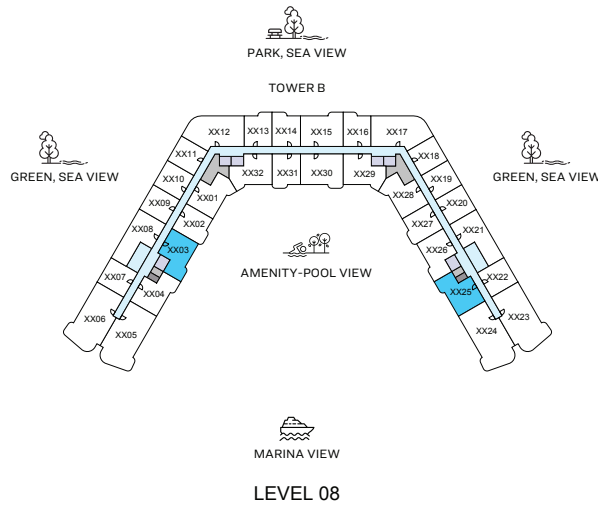 PARK, SEA VIEW
TOWER B
GREEN, SEA VIEW
GREEN, SEA VIEW
XX12
XX13
XX14
XX15
XX16
XX17
XX11
XX32
XX31
XX30
XX29
XX18
XX10
XX01
XX28
XX19
XX09
XX02
XX27
XX20
XX08
XX03
XX26
XX21
XX07
XX04
XX25
XX22
XX06
XX05
XX24
XX23
AMENITY-POOL VIEW
MARINA VIEW
LEVEL 08